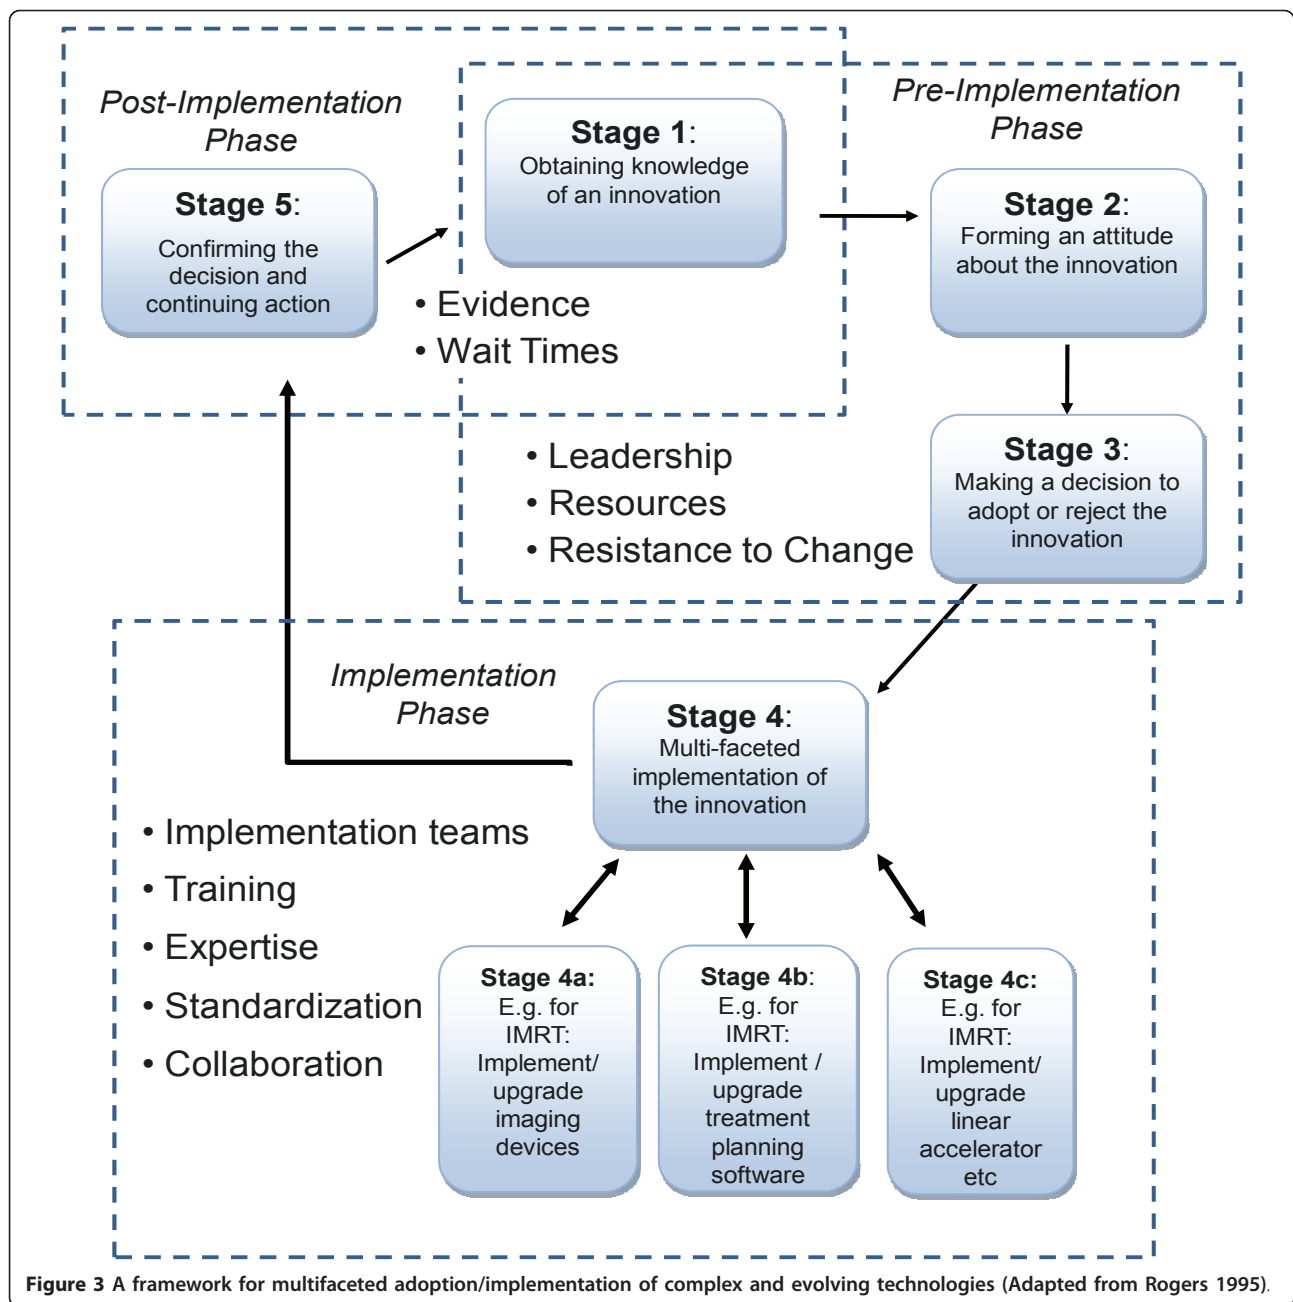 Post-Implementation
Phase
Stage 5:
Confirming the
decision and
continuing action
Stage 1:
Obtaining knowledge
of an innovation
• Evidence
• Wait Times
Pre-Implementation
Phase
Stage 2:
Forming an attitude
about the innovation
Stage 3:
Making a decision to
adopt or reject the
innovation
• Leadership
• Resources
• Resistance to Change
Implementation
Phase
Stage 4:
Multi-faceted
implementation of
the innovation
• Implementation teams
• Training
• Expertise
• Standardization
• Collaboration
Stage 4a:
E.g. for
IMRT:
Implement/
upgrade
imaging
devices
Stage 4b:
E.g. for
IMRT:
Implement /
upgrade
treatment
planning
software
Stage 4c:
E.g. for
IMRT:
Implement/
upgrade
linear
accelerator
etc
Figure 3 A framework for multifaceted adoption/implementation of complex and evolving technologies (Adapted from Rogers 1995).